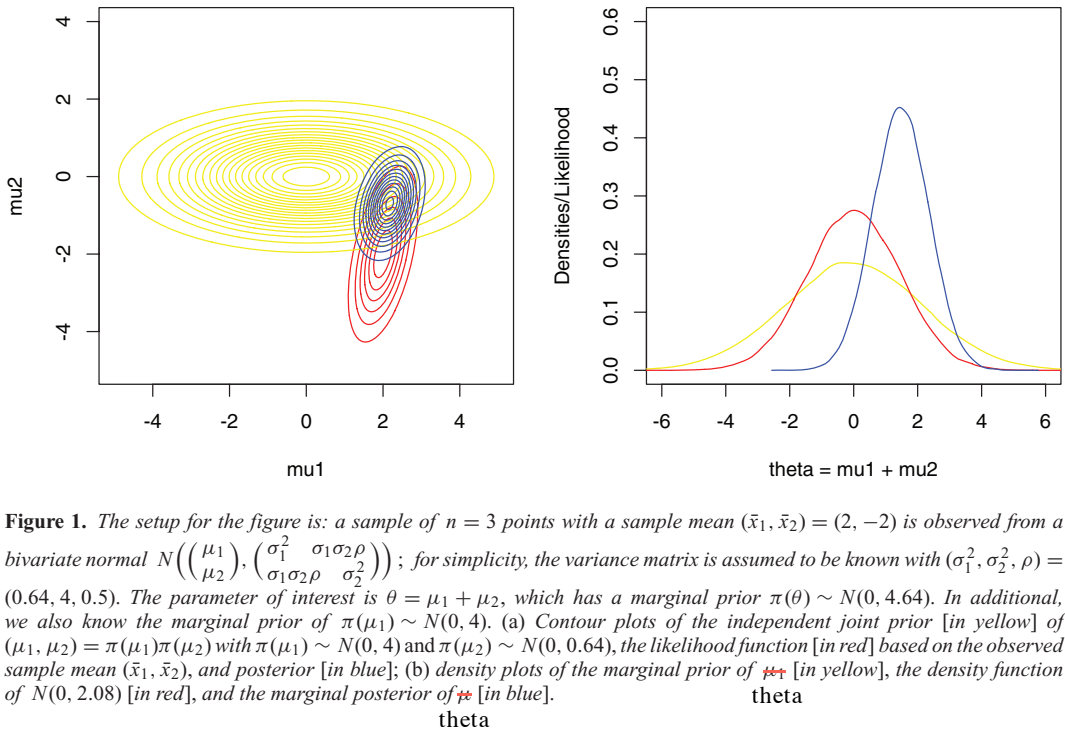 4
2
0
-2
-4
mu2
-4 -2 0 2 4
mu1
0.6
0.5
0.4
0.3
0.2
0.1
0.0
Densities/Likelihood
-6 -4 -2 0 2 4 6
theta = mu1 + mu2
Figure 1. The setup for the figure is: a sample of n = 3 points with a sample mean (x̄₁, x̄₂) = (2, −2) is observed from a
bivariate normal N((μ₁ μ₂), (σ₁² σ₁σ₂ρ σ₁σ₂ρ σ₂²)); for simplicity, the variance matrix is assumed to be known with (σ₁², σ₂², ρ) =
(0.64, 4, 0.5). The parameter of interest is θ = μ₁ + μ₂, which has a marginal prior π(θ) ∼ N(0, 4.64). In additional,
we also know the marginal prior of π(μ₁) ∼ N(0, 4). (a) Contour plots of the independent joint prior [in yellow] of
(μ₁, μ₂) = π(μ₁)π(μ₂) with π(μ₁) ∼ N(0, 4) and π(μ₂) ∼ N(0, 0.64), the likelihood function [in red] based on the observed
sample mean (x̄₁, x̄₂), and posterior [in blue]; (b) density plots of the marginal prior of μ₁ [in yellow], the density function
of N(0, 2.08) [in red], and the marginal posterior of μ [in blue].
theta
theta